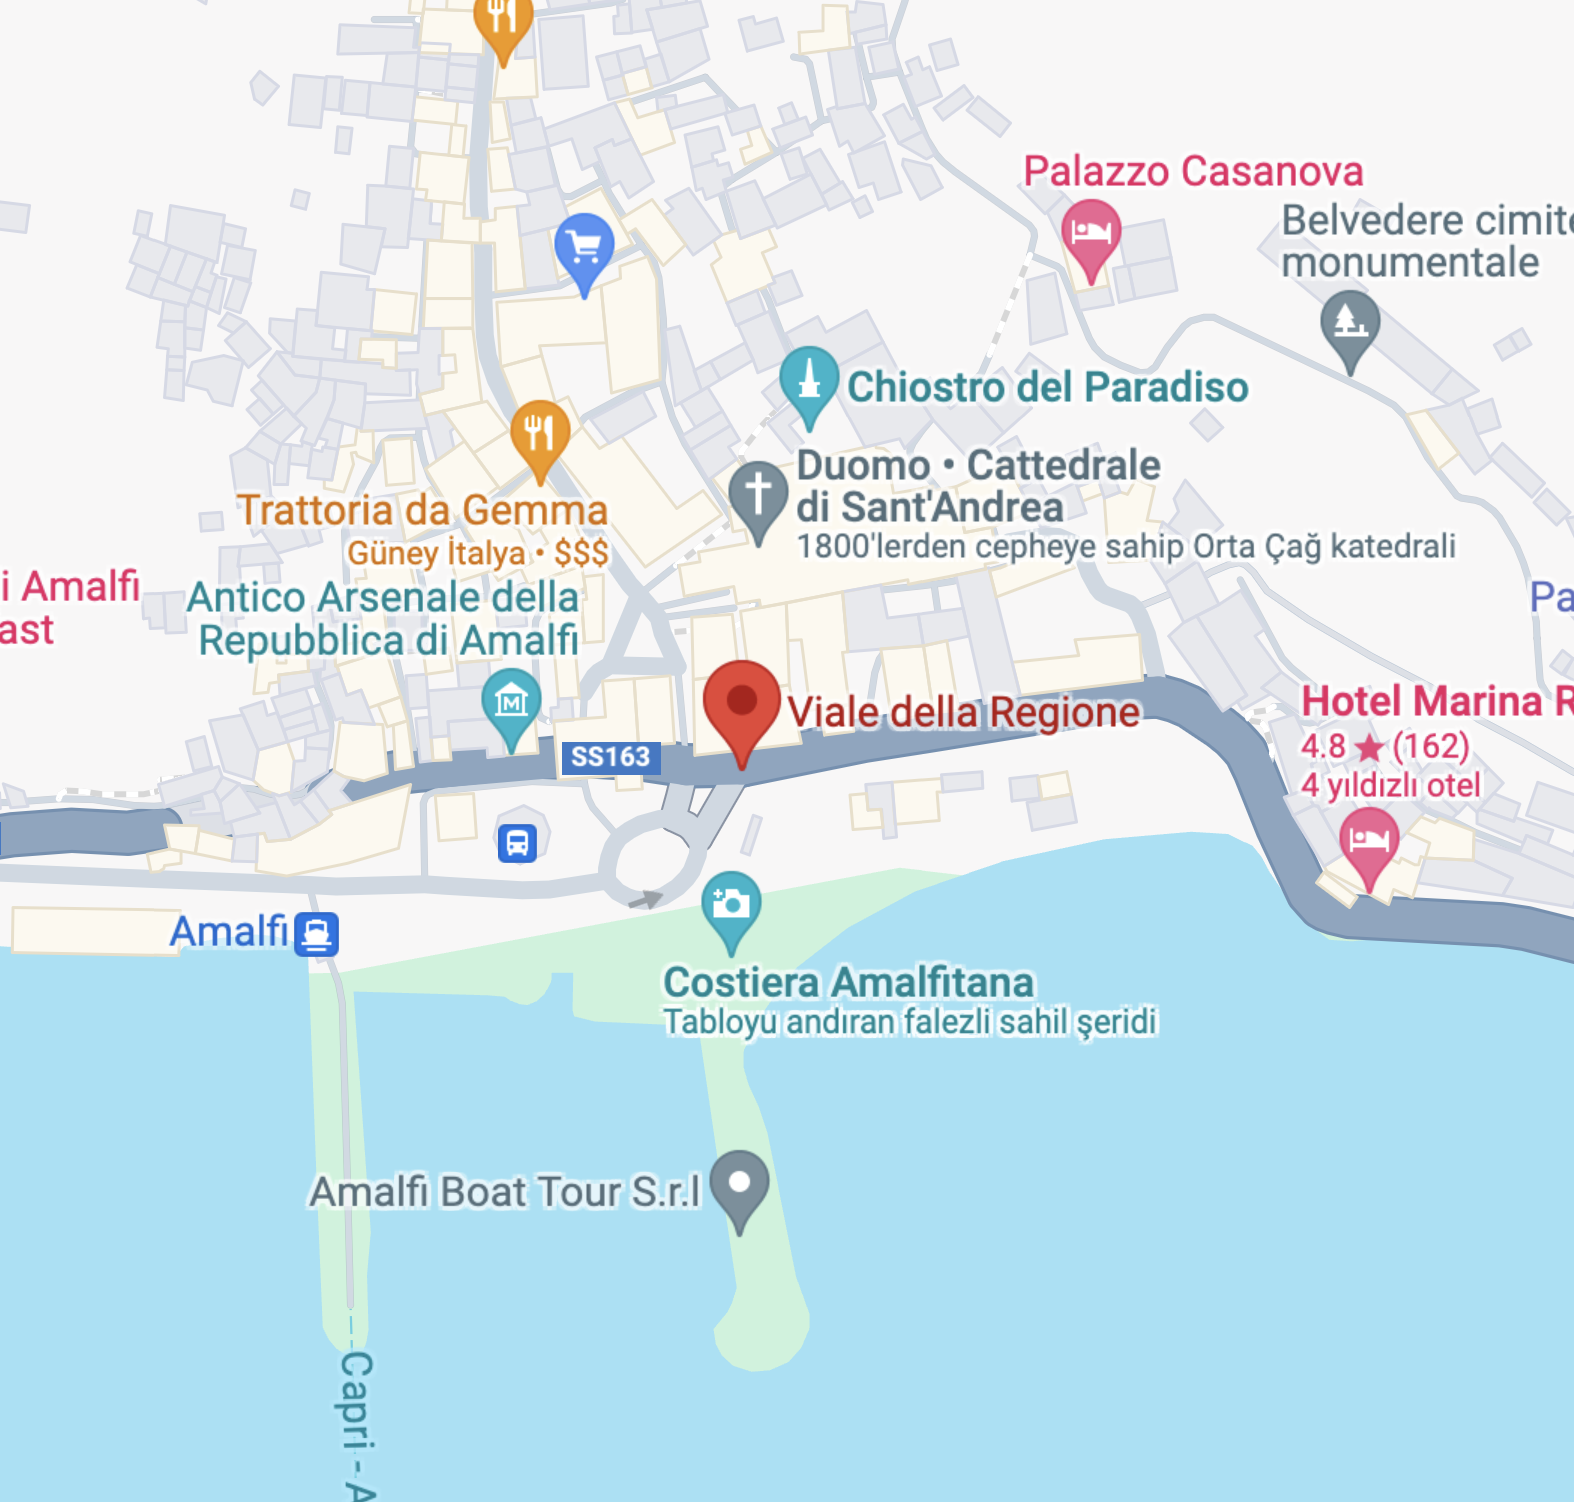 Palazzo Casanova
Belvedere
monumentale
Chiostro del Paradiso
Duomo • Cattedrale
di Sant'Andrea
1800'lerden cepheye sahip Orta Çağ katedrali
Trattoria da Gemma
Güney İtalya • $$$
i Amalfi
ast
Antico Arsenale della
Repubblica di Amalfi
M
Pa
Viale della Regione
SS163
Hotel Marina R
4.8 ★ (162)
4 yıldızlı otel
Amalfi
Costiera Amalfitana
Tabloyu andıran falezli sahil şeridi
Amalfi Boat Tour S.r.l
Capri - A